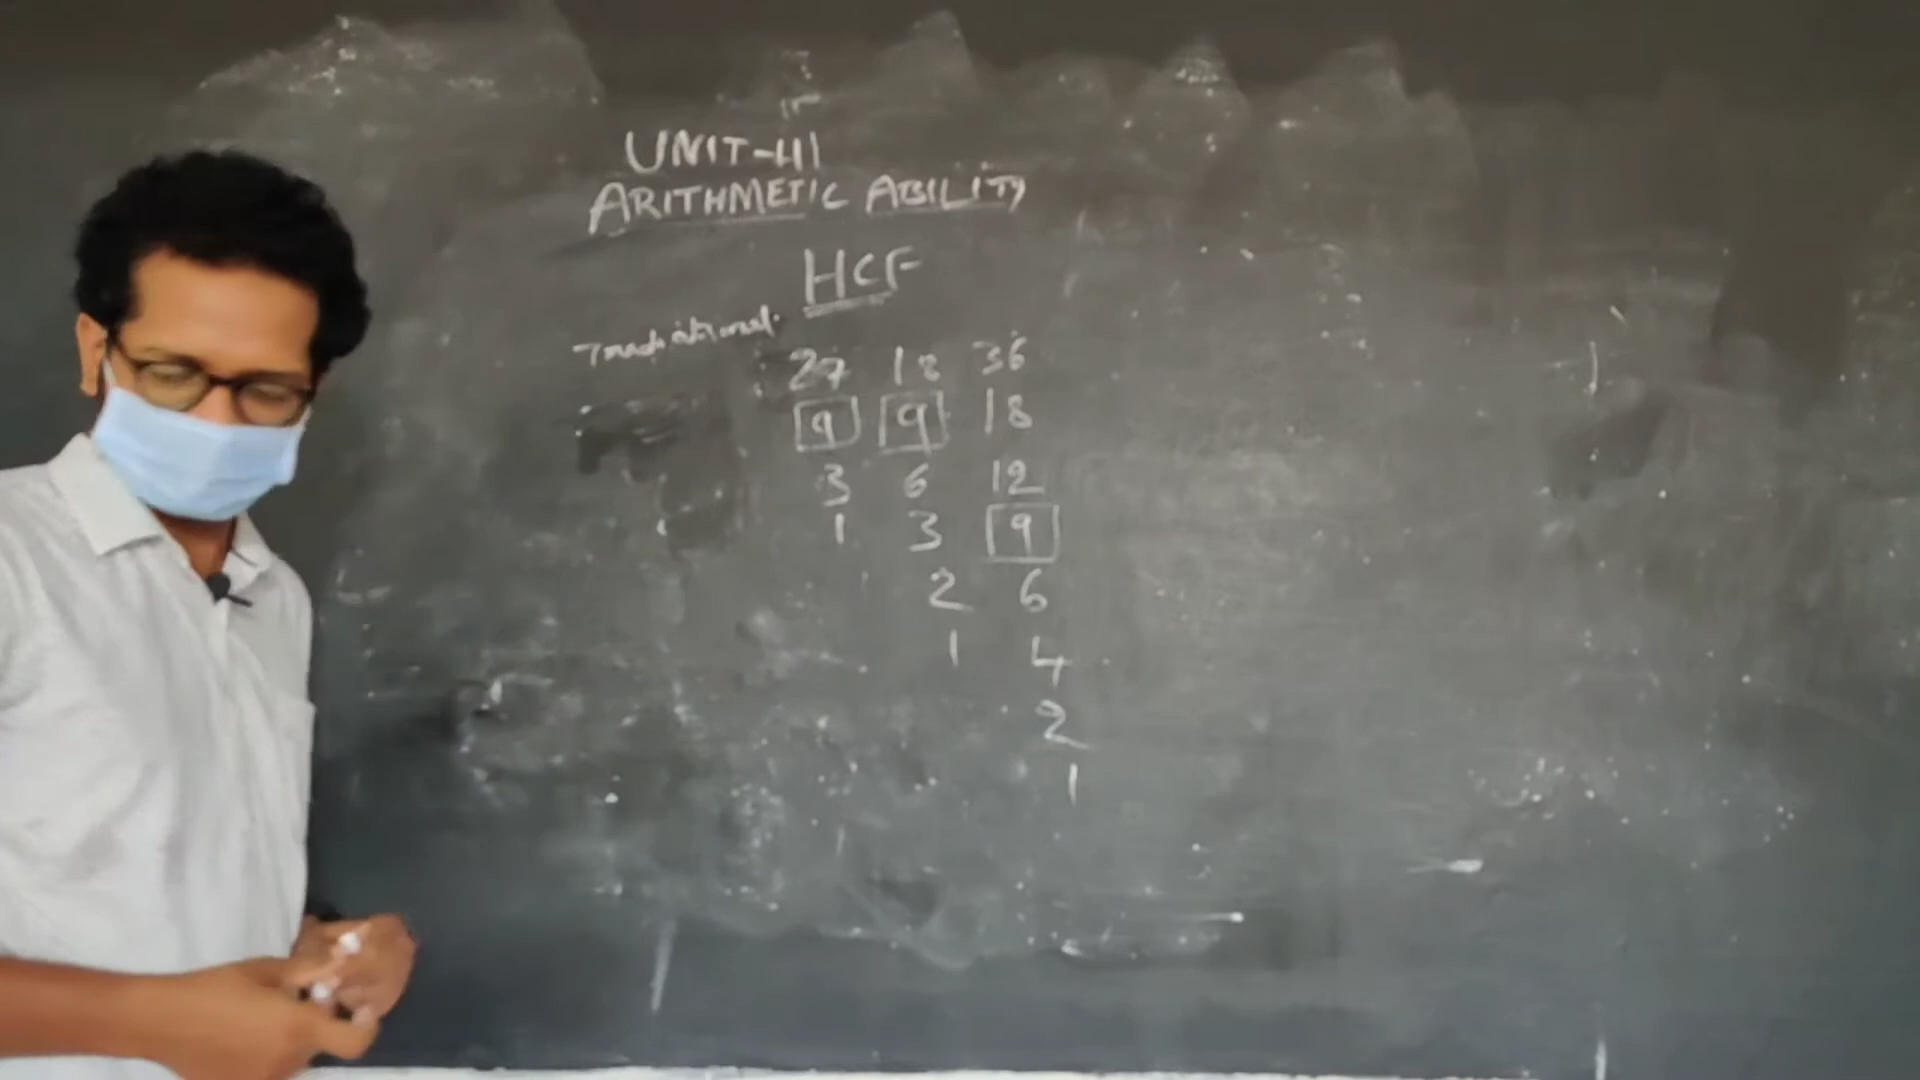 UNIT-III
ARITHMETIC ABILITY
HCF
Traditional.
27 18 36
9 9 18
3 6 12
1 3 9
2 6
1 4
2
1